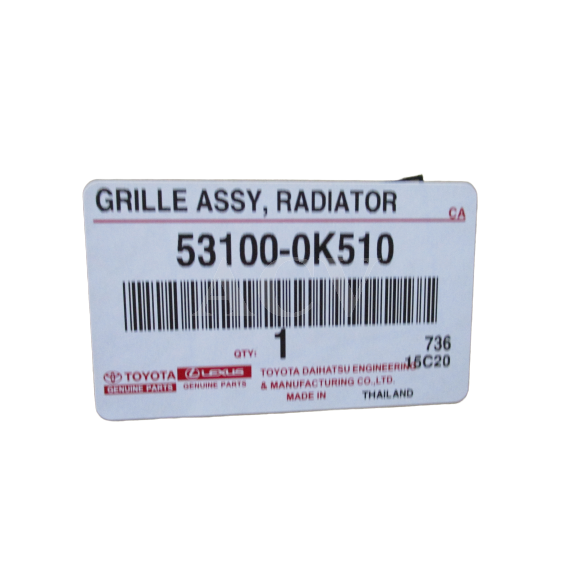 GRILLE ASSY, RADIATOR
CA
53100-0K510
ACV
QTY: 1
736
15C20
TOYOTA LEXUS
GENUINE PARTS GENUINE PARTS
TOYOTA DAIHATSU ENGINEERING
& MANUFACTURING CO.,LTD.
MADE IN THAILAND